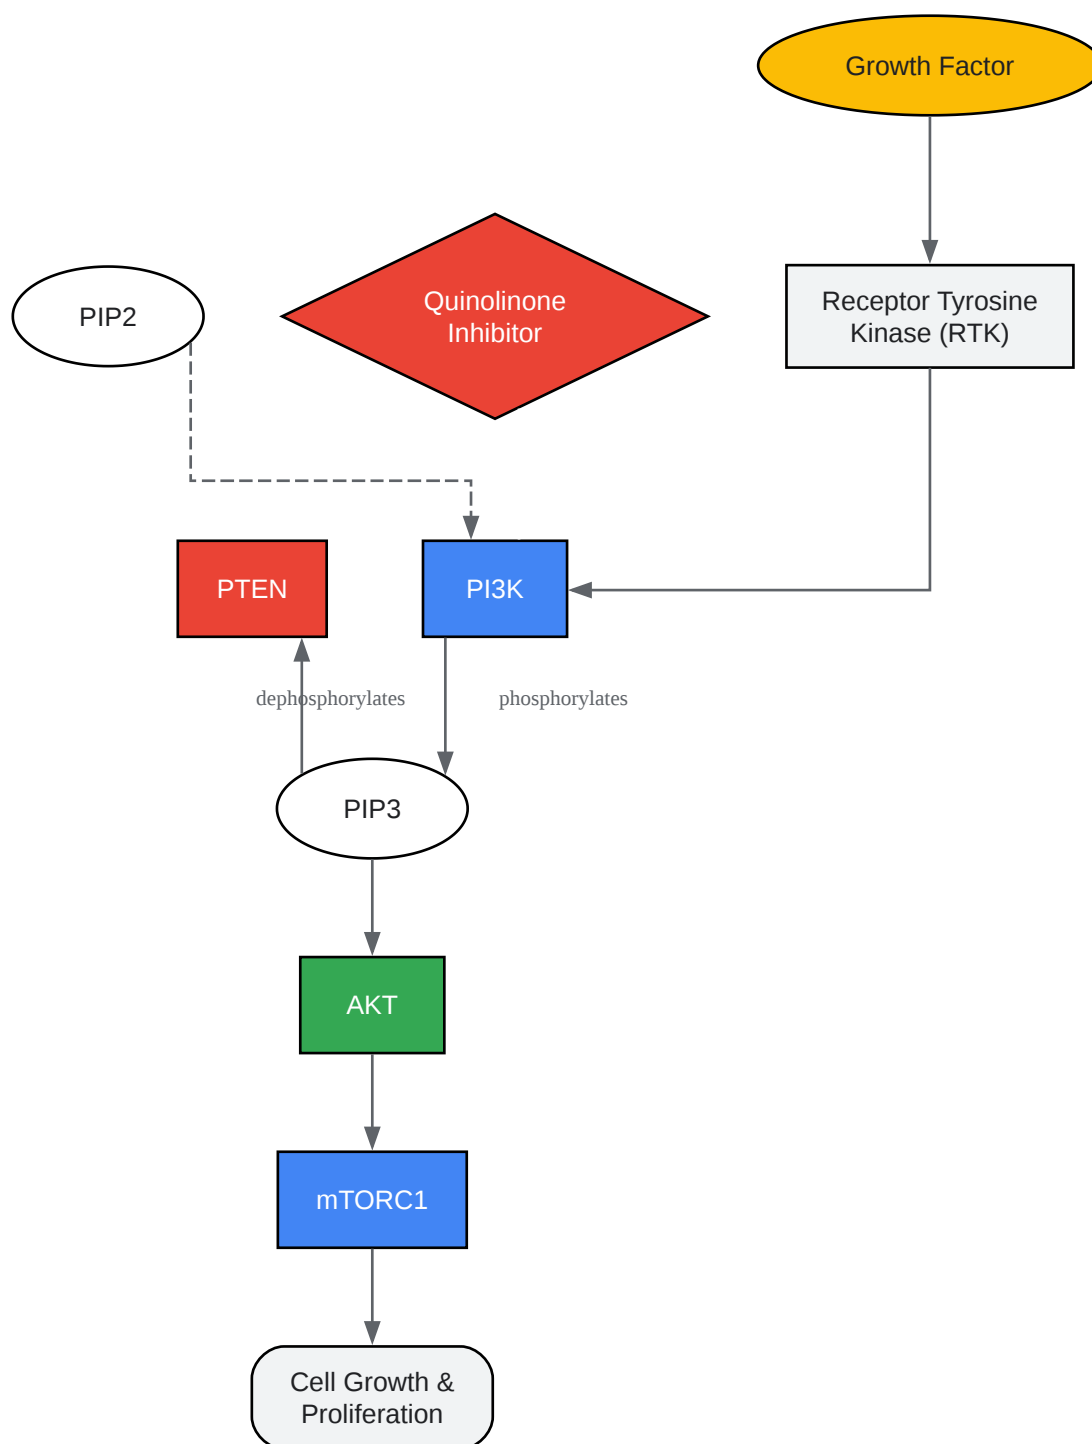 Growth Factor
PIP2
Quinolinone
Inhibitor
Receptor Tyrosine
Kinase (RTK)
PTEN
PI3K
dephosphorylates
phosphorylates
PIP3
AKT
mTORC1
Cell Growth &
Proliferation